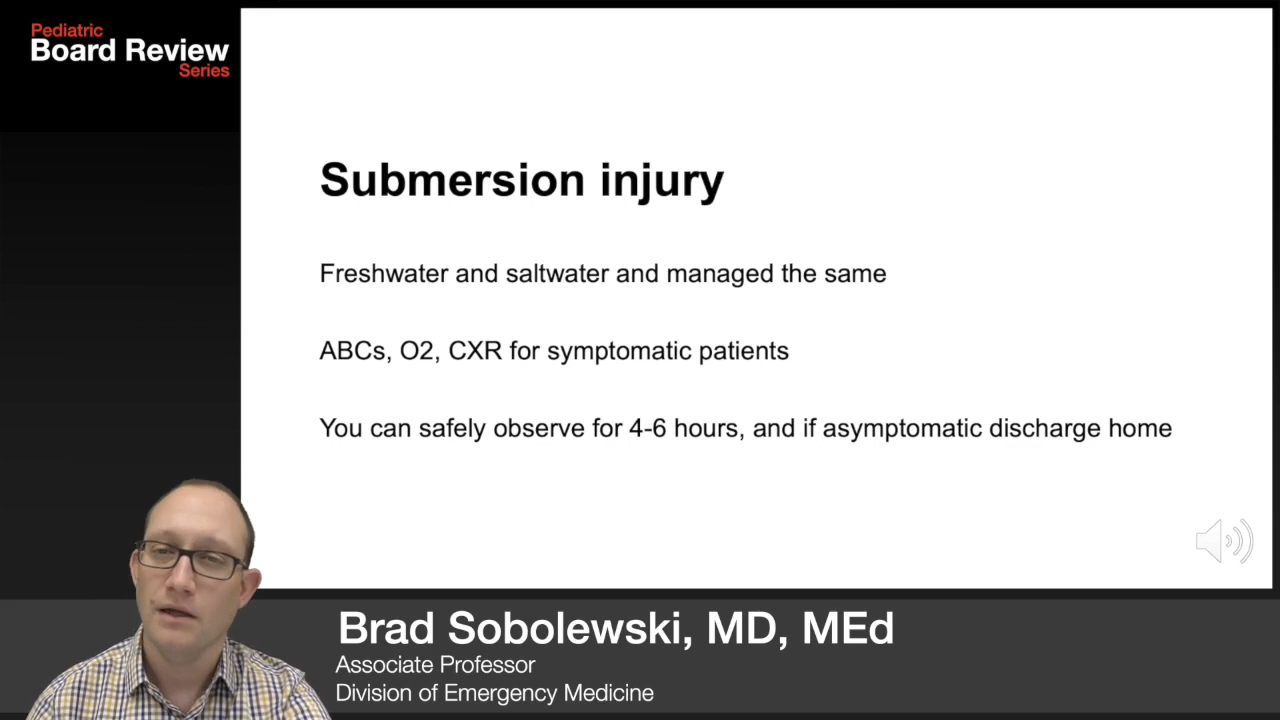 Pediatric
Board Review
Series
Submersion injury
Freshwater and saltwater and managed the same
ABCs, O2, CXR for symptomatic patients
You can safely observe for 4-6 hours, and if asymptomatic discharge home
Brad Sobolewski, MD, MEd
Associate Professor
Division of Emergency Medicine